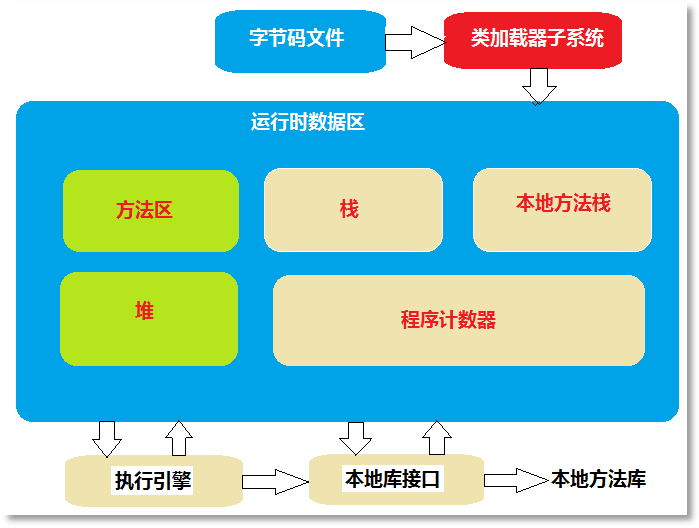 字节码文件
类加载器子系统
运行时数据区
方法区
栈
本地方法栈
堆
程序计数器
执行引擎
本地库接口
本地方法库